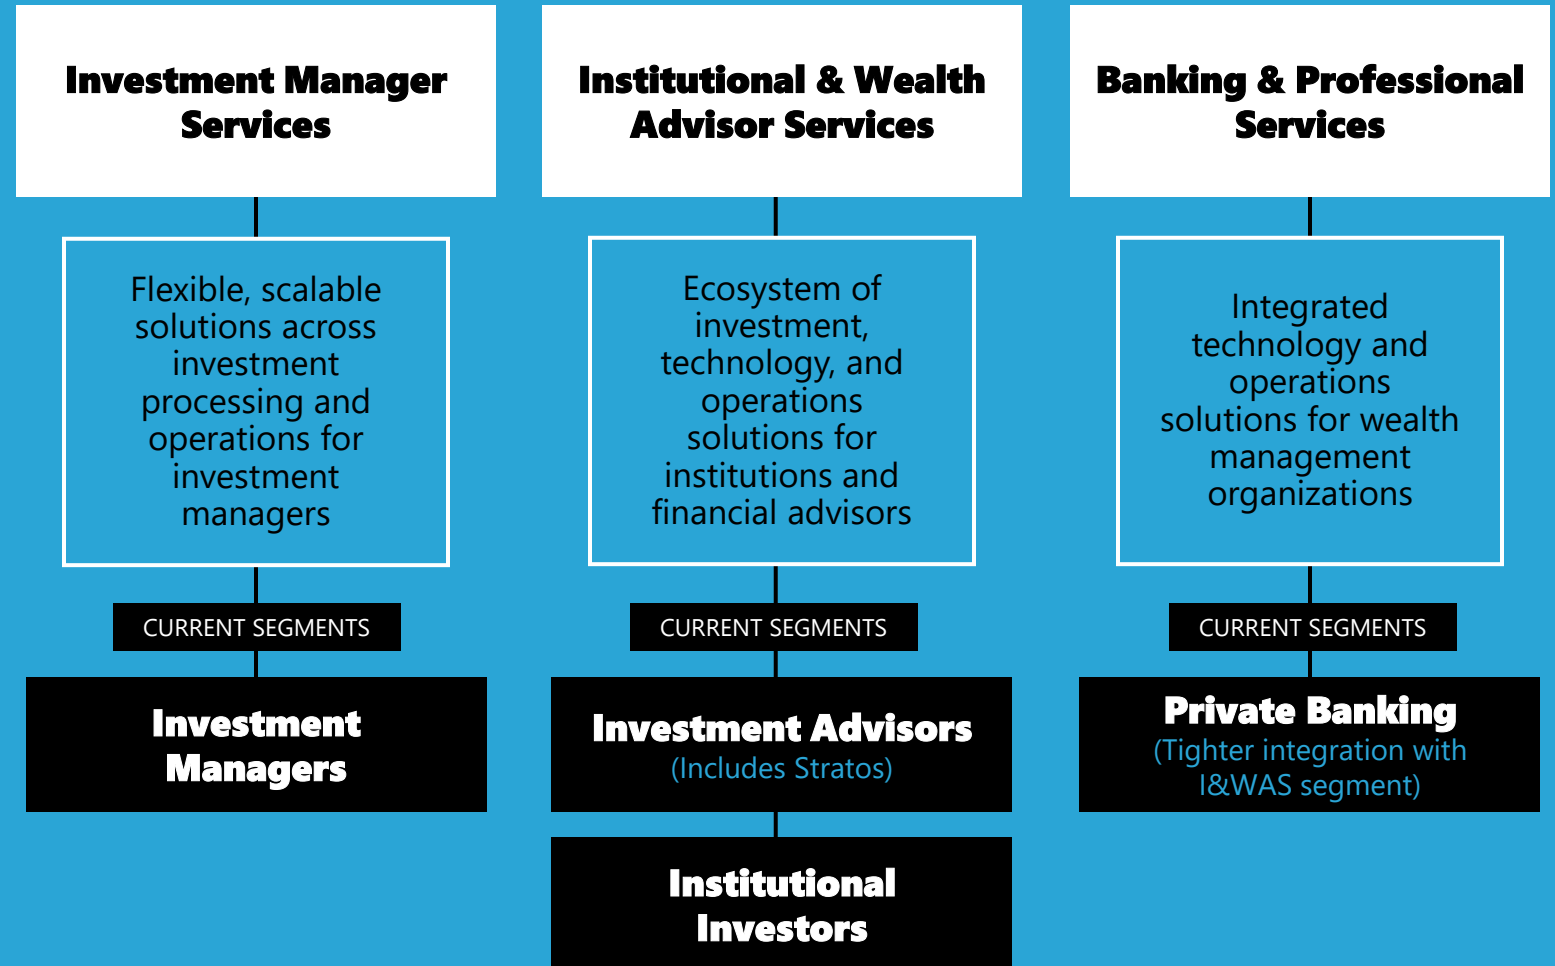 Investment Manager
Services
Flexible, scalable
solutions across
investment
processing and
operations for
investment
managers
CURRENT SEGMENTS
Investment
Managers
Institutional & Wealth
Advisor Services
Ecosystem of
investment,
technology, and
operations
solutions for
institutions and
financial advisors
CURRENT SEGMENTS
Investment Advisors
(Includes Stratos)
Institutional
Investors
Banking & Professional
Services
Integrated
technology and
operations
solutions for wealth
management
organizations
CURRENT SEGMENTS
Private Banking
(Tighter integration with
I&WAS segment)